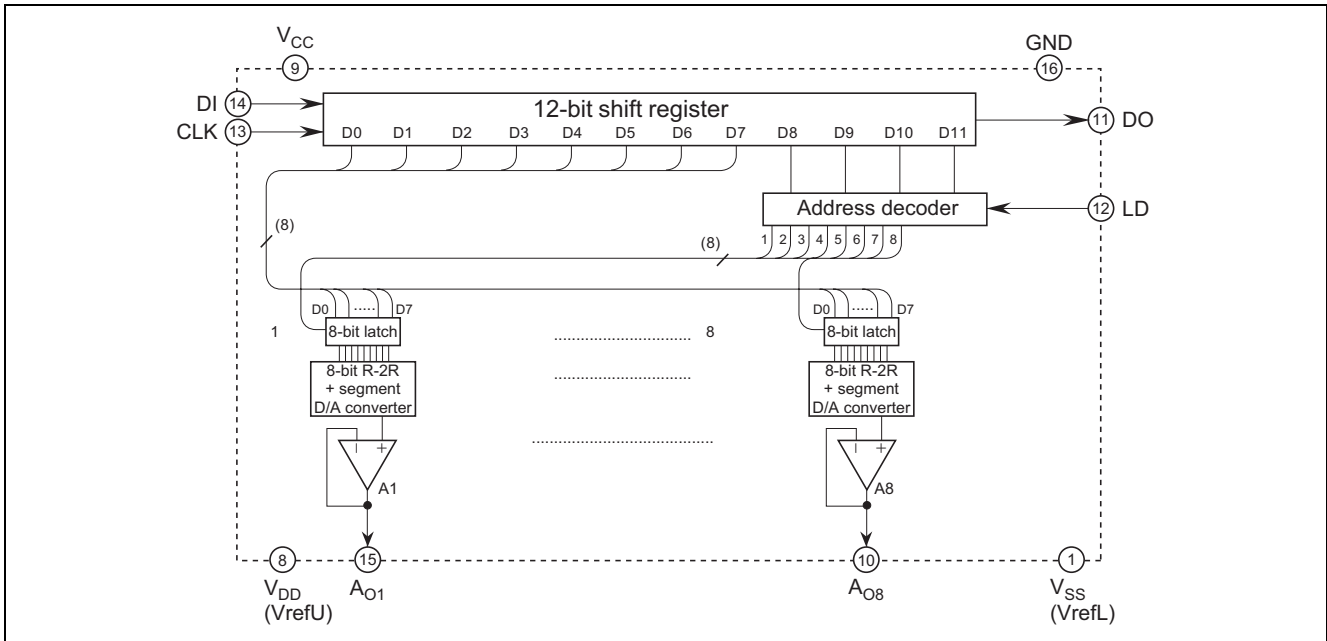 VCC
9
GND
16
DI 14
CLK 13
12-bit shift register
D0 D1 D2 D3 D4 D5 D6 D7 D8 D9 D10 D11
11 DO
Address decoder
12 LD
1 2 3 4 5 6 7 8
(8)
(8)
D0 ..... D7
D0 ..... D7
1
8-bit latch
8
8-bit latch
8-bit R-2R
+ segment
D/A converter
8-bit R-2R
+ segment
D/A converter
− +
− +
A1
A8
8
15
10
1
VDD
(VrefU)
AO1
AO8
VSS
(VrefL)